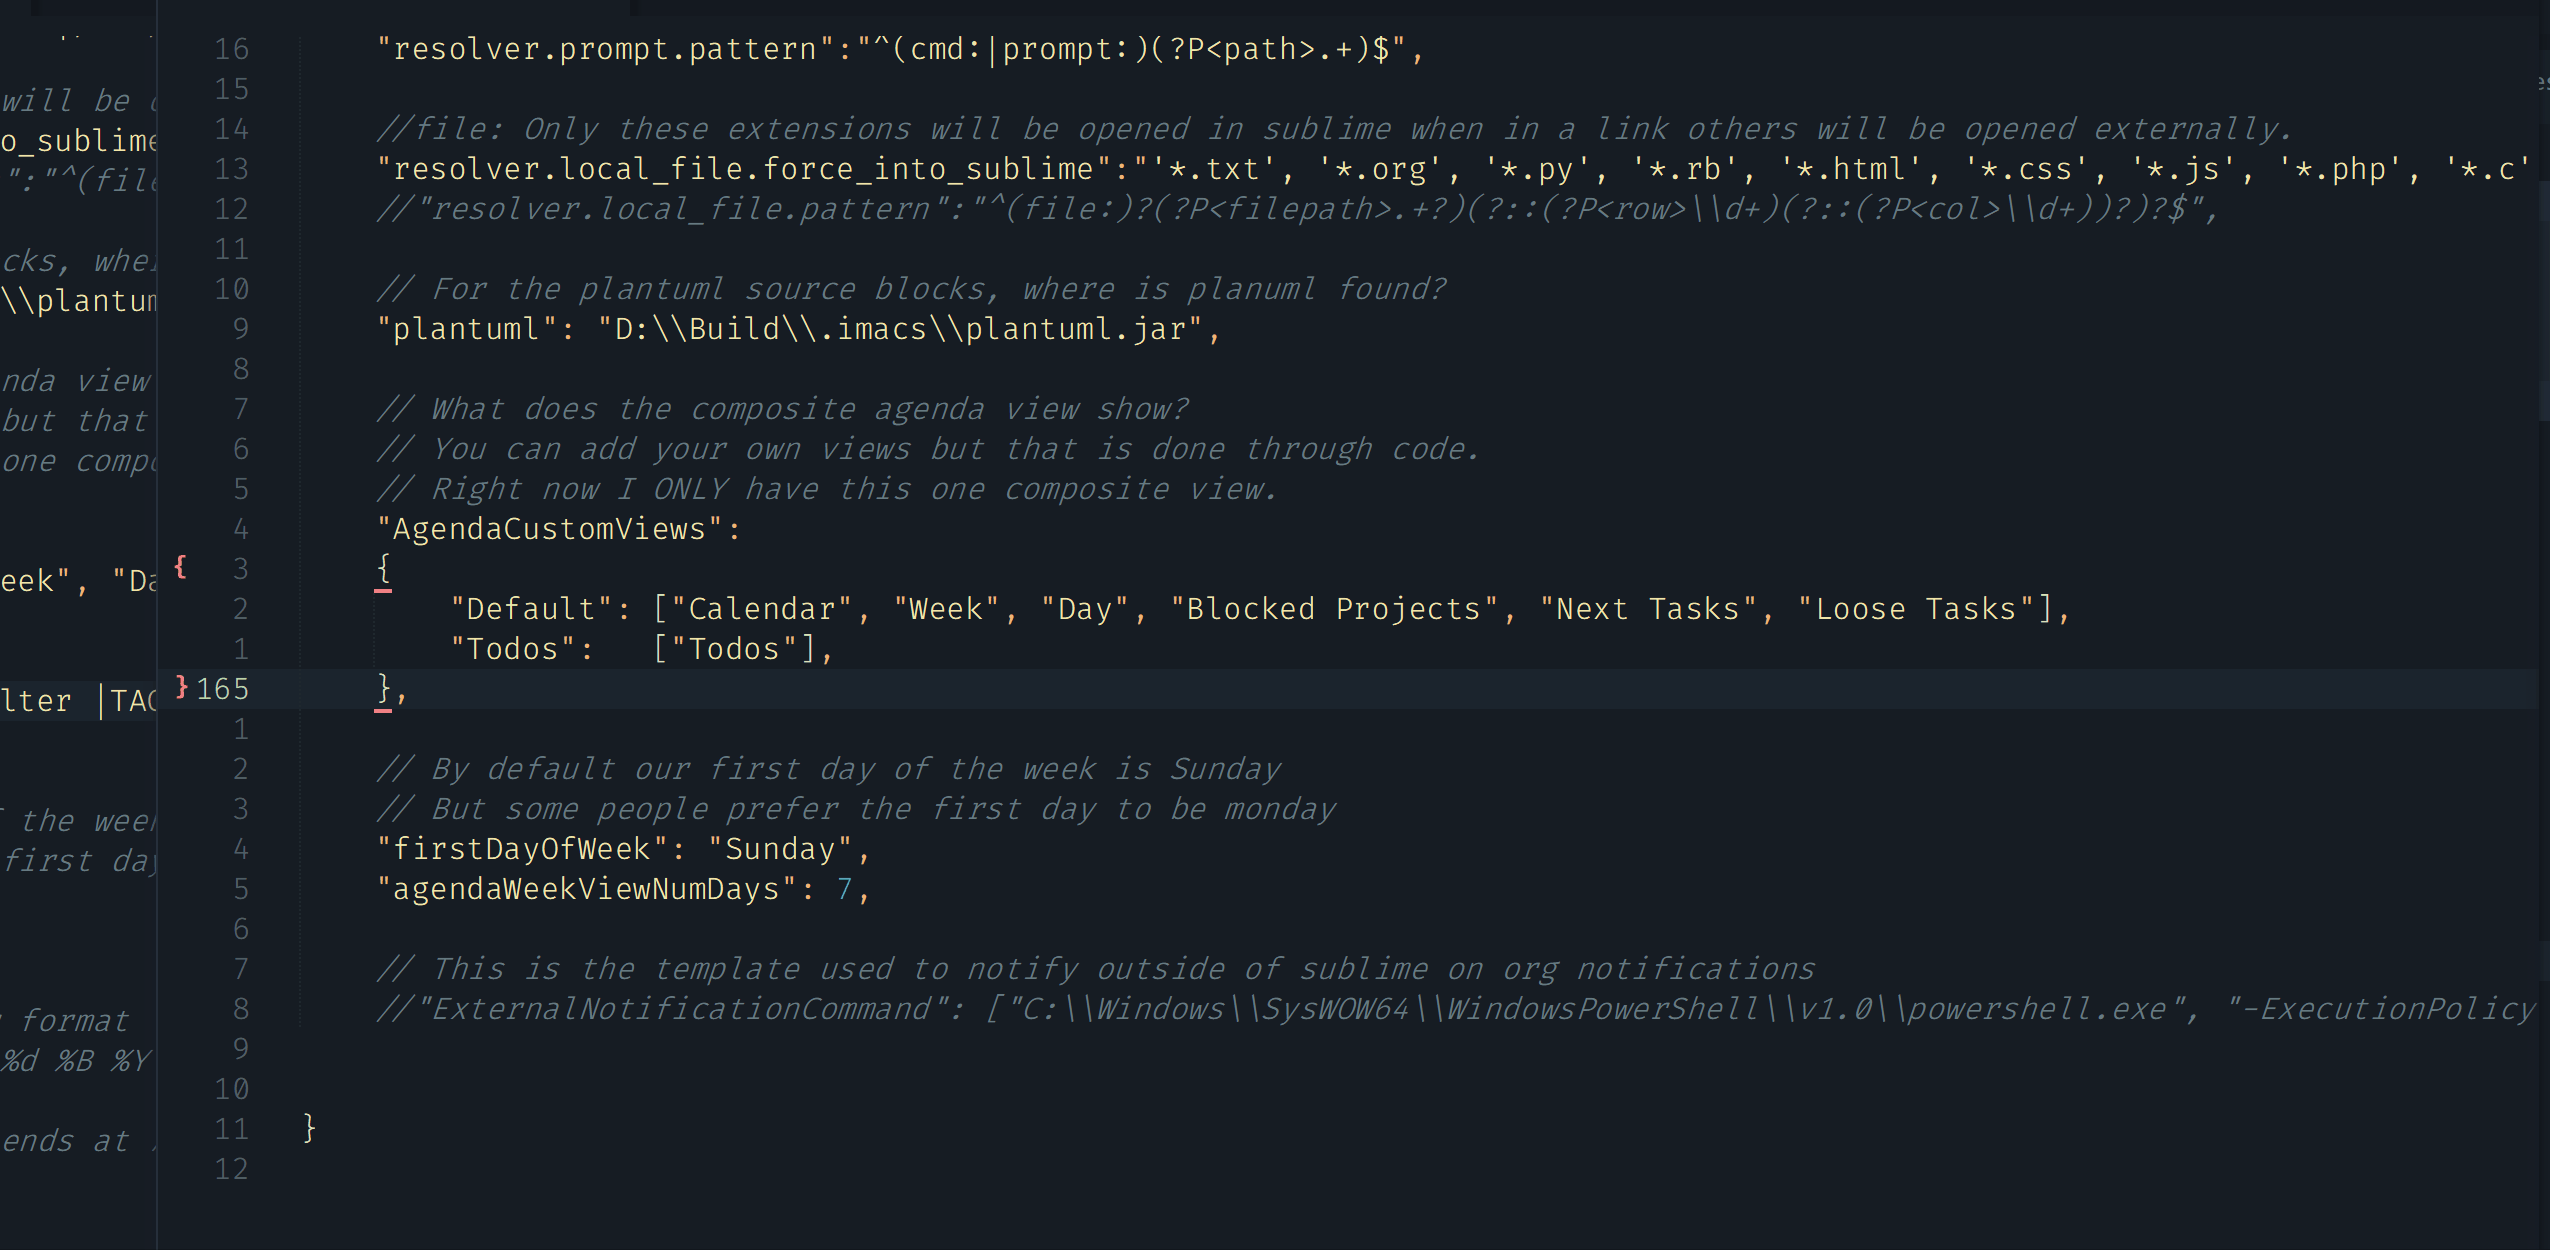 will be
o_sublime
":"^(file
cks, whe
\\plantum
nda view
but that
one comp
eek", "Da
lter |TAG
the wee
first day
format
%d %B %Y
ends at
16 "resolver.prompt.pattern":"^(cmd:|prompt:)(?P<path>.+)$",
15
14 //file: Only these extensions will be opened in sublime when in a link others will be opened externally.
13 "resolver.local_file.force_into_sublime":"'*.txt', '*.org', '*.py', '*.rb', '*.html', '*.css', '*.js', '*.php', '*.c'
12 //"resolver.local_file.pattern":"^(file:)?(?P<filepath>.+?)(?::(?P<row>\\d+)(?::(?P<col>\\d+))?)?$",
11
10 // For the plantuml source blocks, where is planuml found?
9 "plantuml": "D:\\Build\\.imacs\\plantuml.jar",
8
7 // What does the composite agenda view show?
6 // You can add your own views but that is done through code.
5 // Right now I ONLY have this one composite view.
4 "AgendaCustomViews":
{ 3 {
2 "Default": ["Calendar", "Week", "Day", "Blocked Projects", "Next Tasks", "Loose Tasks"],
1 "Todos":   ["Todos"],
} 165 },
1
2 // By default our first day of the week is Sunday
3 // But some people prefer the first day to be monday
4 "firstDayOfWeek": "Sunday",
5 "agendaWeekViewNumDays": 7,
6
7 // This is the template used to notify outside of sublime on org notifications
8 //"ExternalNotificationCommand": ["C:\\Windows\\SysWOW64\\WindowsPowerShell\\v1.0\\powershell.exe", "-ExecutionPolicy
9
10
11 }
12